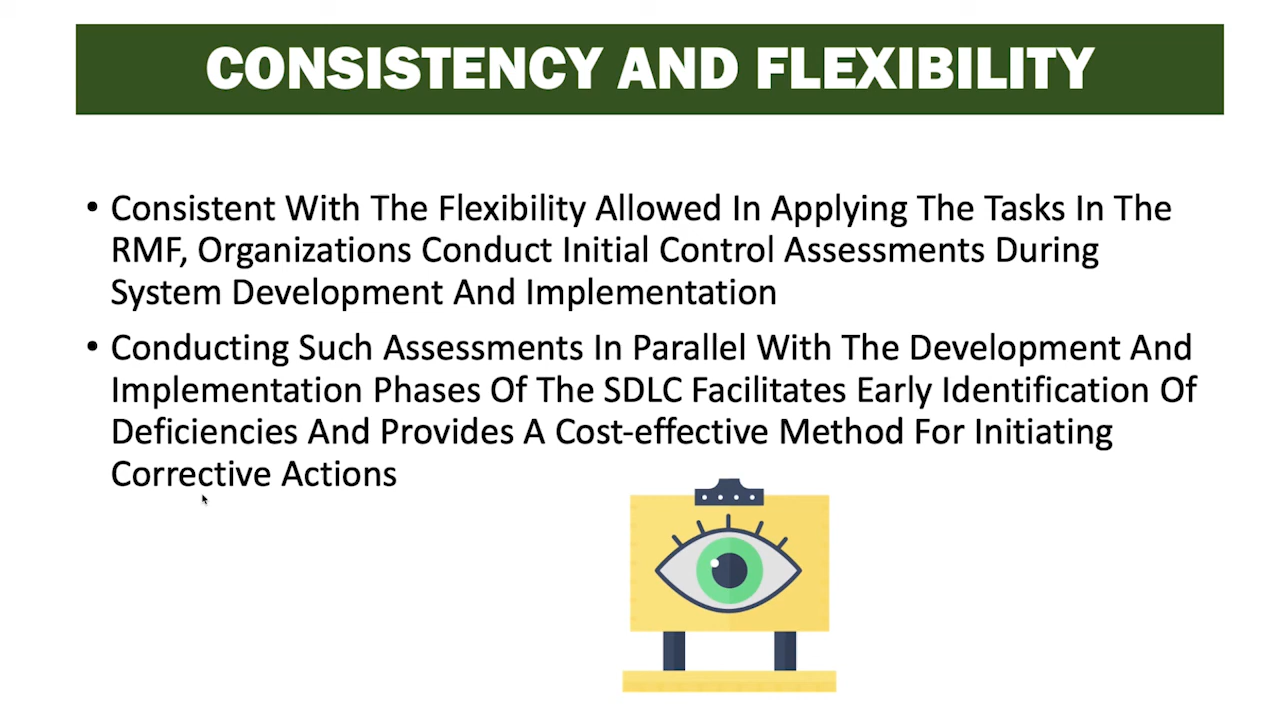 CONSISTENCY AND FLEXIBILITY
• Consistent With The Flexibility Allowed In Applying The Tasks In The
RMF, Organizations Conduct Initial Control Assessments During
System Development And Implementation
• Conducting Such Assessments In Parallel With The Development And
Implementation Phases Of The SDLC Facilitates Early Identification Of
Deficiencies And Provides A Cost-effective Method For Initiating
Corrective Actions